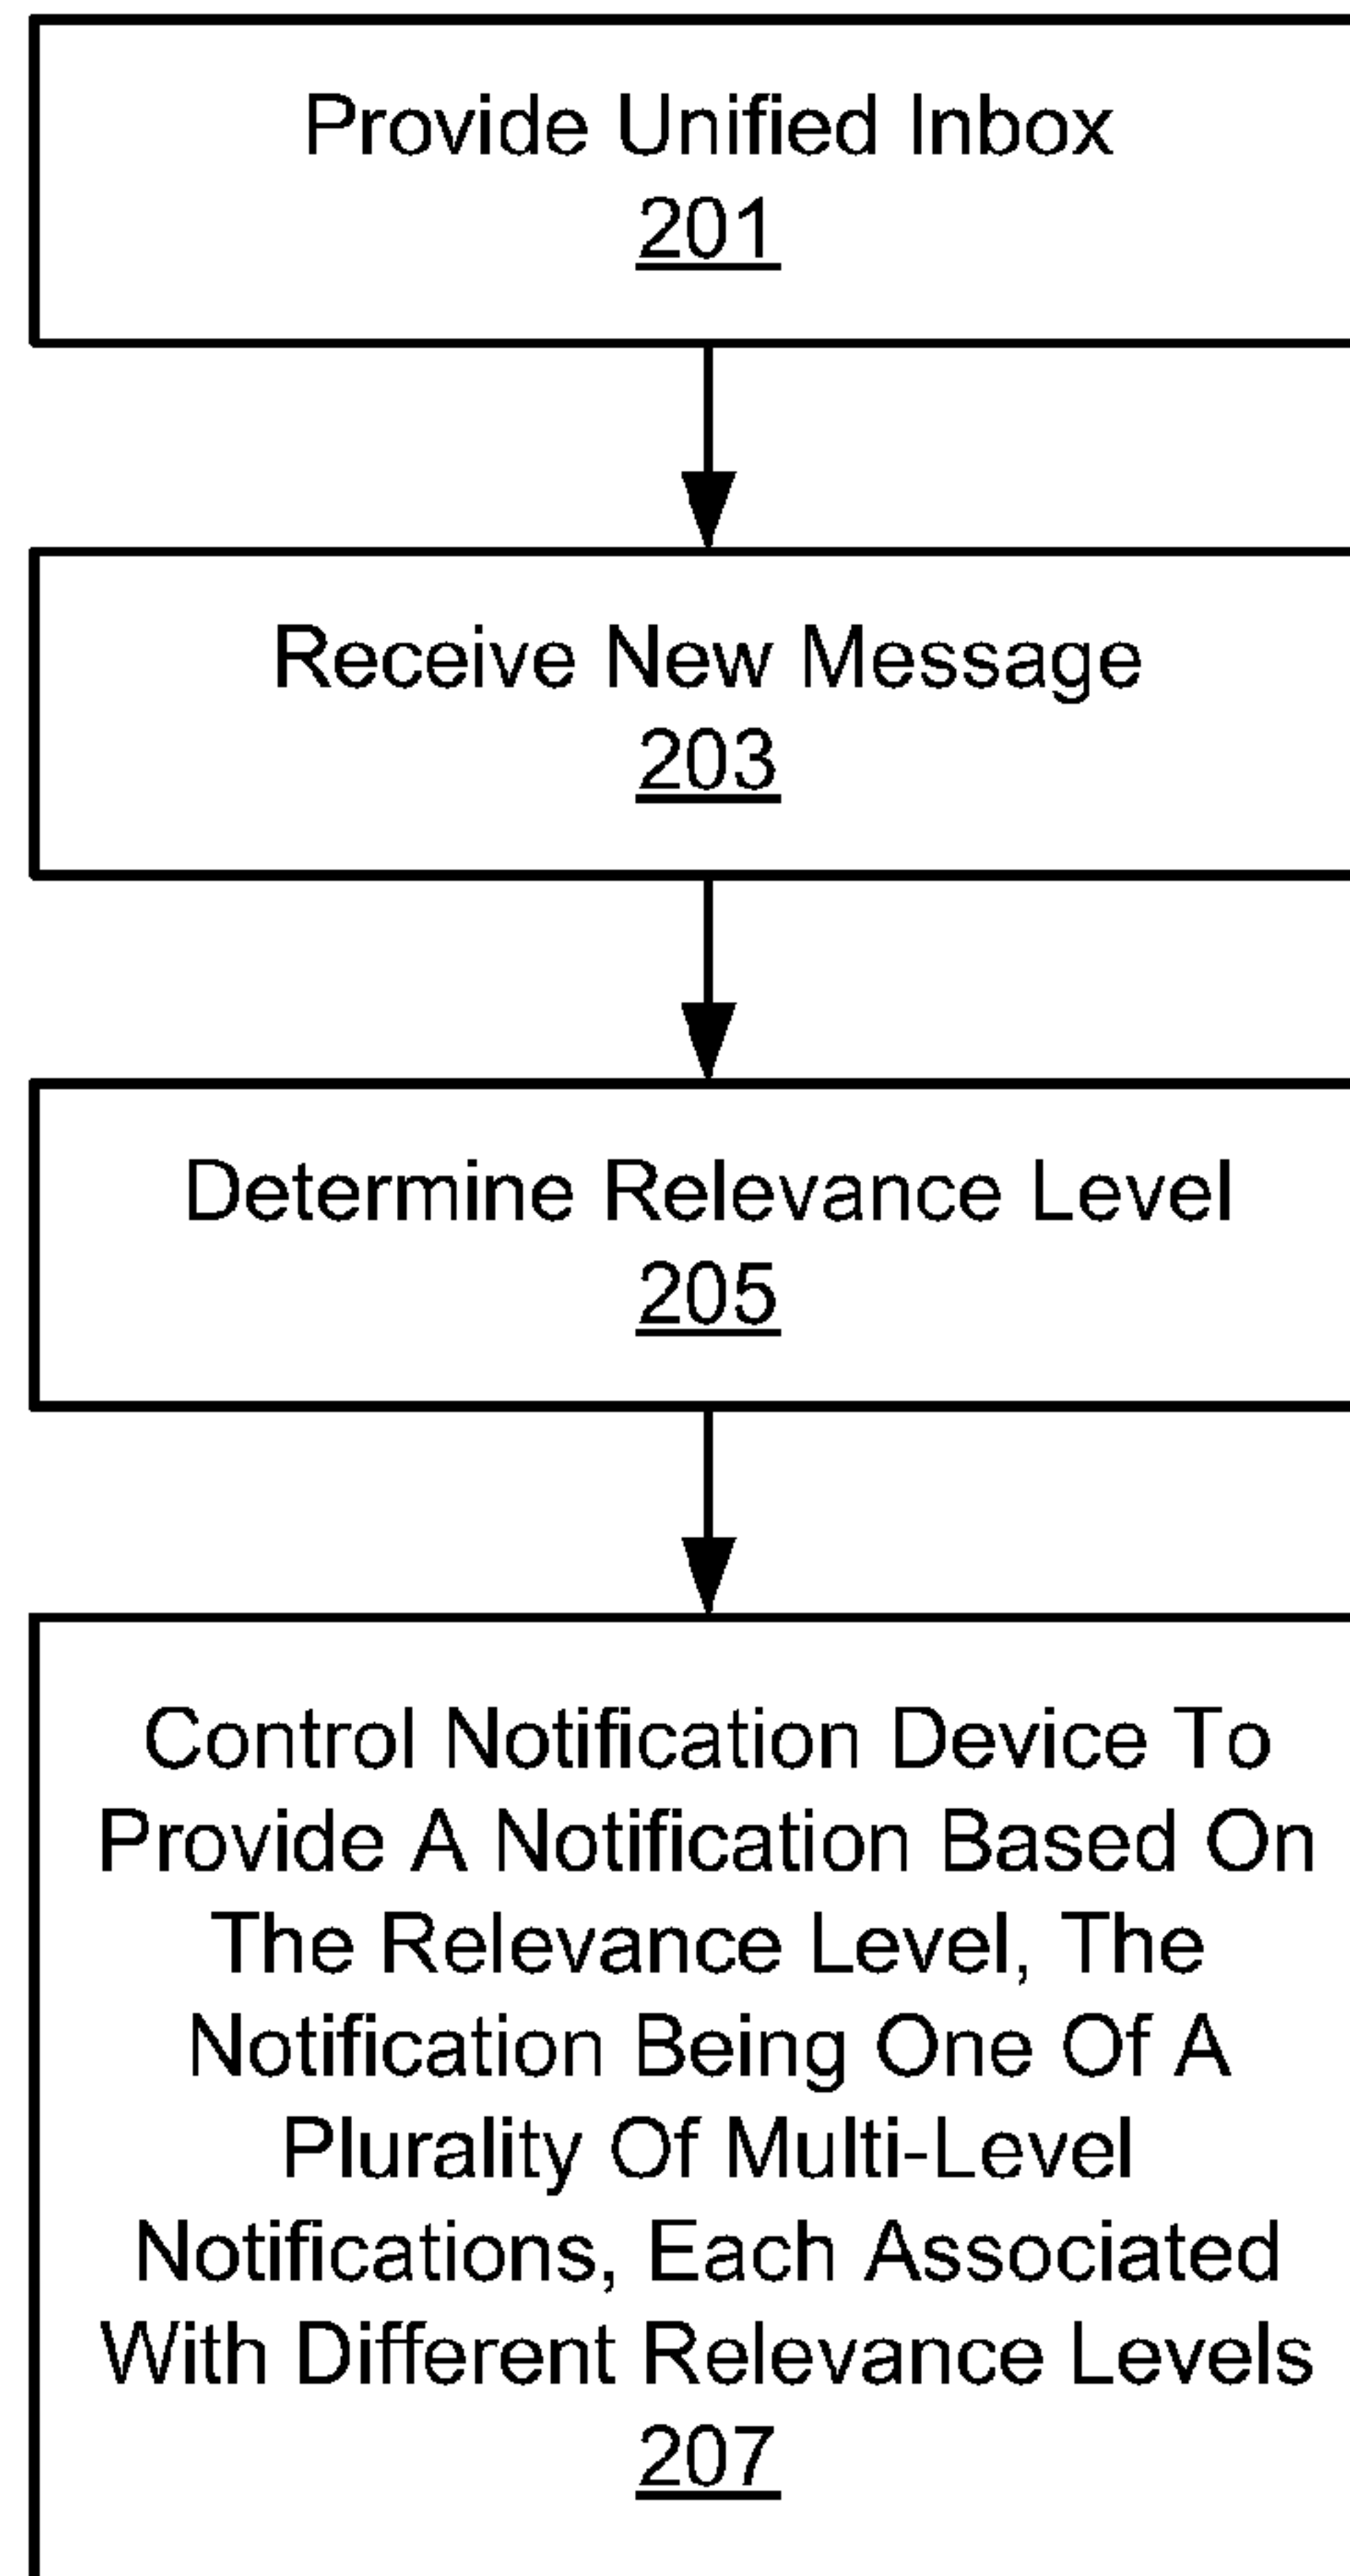 Provide Unified Inbox
201
Receive New Message
203
Determine Relevance Level
205
Control Notification Device To
Provide A Notification Based On
The Relevance Level, The
Notification Being One Of A
Plurality Of Multi-Level
Notifications, Each Associated
With Different Relevance Levels
207